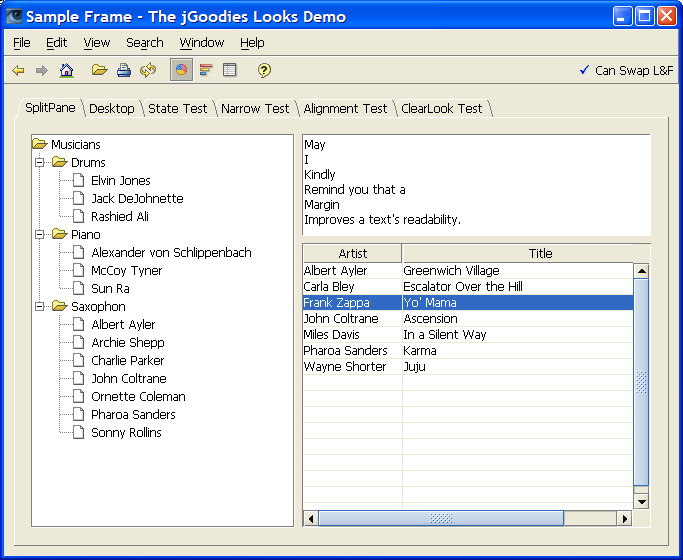 Sample Frame - The jGoodies Looks Demo
File Edit View Search Window Help
Can Swap L&F
SplitPane Desktop State Test Narrow Test Alignment Test ClearLook Test
Musicians
Drums
Elvin Jones
Jack DeJohnette
Rashied Ali
Piano
Alexander von Schlippenbach
McCoy Tyner
Sun Ra
Saxophon
Albert Ayler
Archie Shepp
Charlie Parker
John Coltrane
Ornette Coleman
Pharoa Sanders
Sonny Rollins
May
I
Kindly
Remind you that a
Margin
Improves a text's readability.
Artist Title
Albert Ayler Greenwich Village
Carla Bley Escalator Over the Hill
Frank Zappa Yo' Mama
John Coltrane Ascension
Miles Davis In a Silent Way
Pharoa Sanders Karma
Wayne Shorter Juju